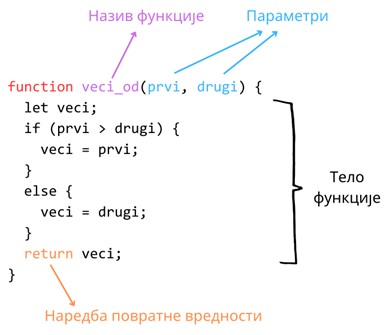 Назив функције
Параметри
function veci_od(prvi, drugi) {
let veci;
if (prvi > drugi) {
veci = prvi;
}
else {
veci = drugi;
}
return veci;
}
Тело
функције
Наредба повратне вредности